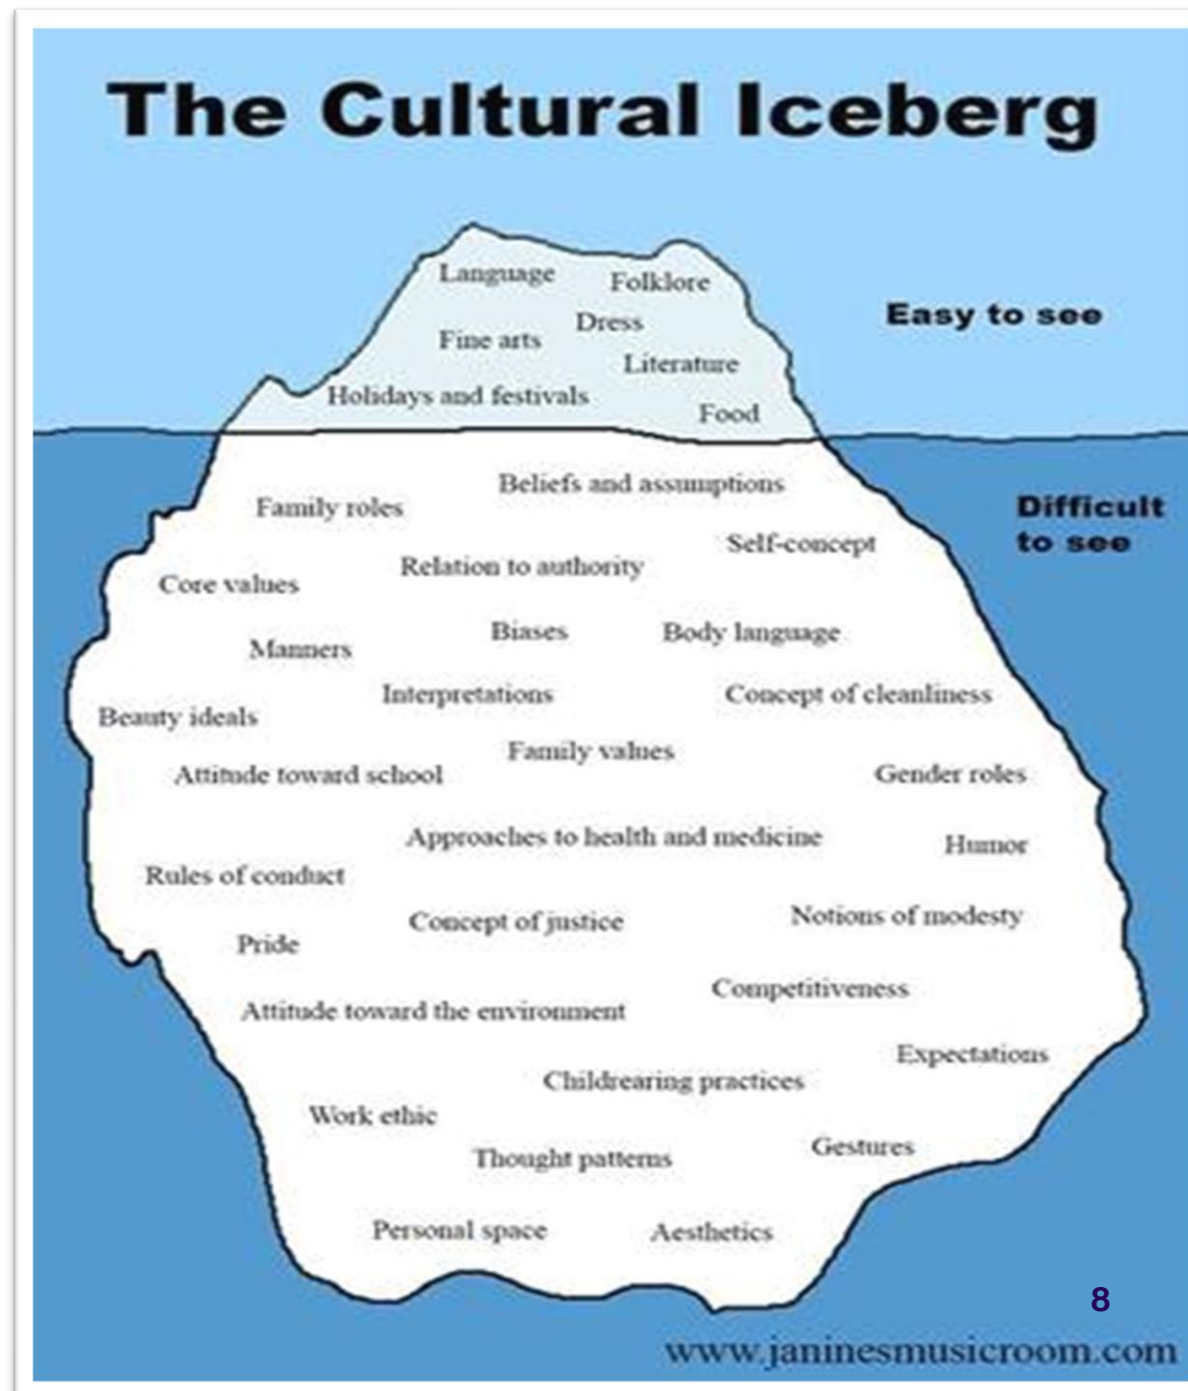 The Cultural Iceberg
Language
Folklore
Dress
Fine arts
Literature
Holidays and festivals
Food
Easy to see
Beliefs and assumptions
Family roles
Difficult
to see
Self-concept
Relation to authority
Core values
Biases
Body language
Manners
Interpretations
Concept of cleanliness
Beauty ideals
Family values
Attitude toward school
Gender roles
Approaches to health and medicine
Humor
Rules of conduct
Concept of justice
Notions of modesty
Pride
Competitiveness
Attitude toward the environment
Expectations
Childrearing practices
Work ethic
Gestures
Thought patterns
Personal space
Aesthetics
8
www.janinesmusicroom.com